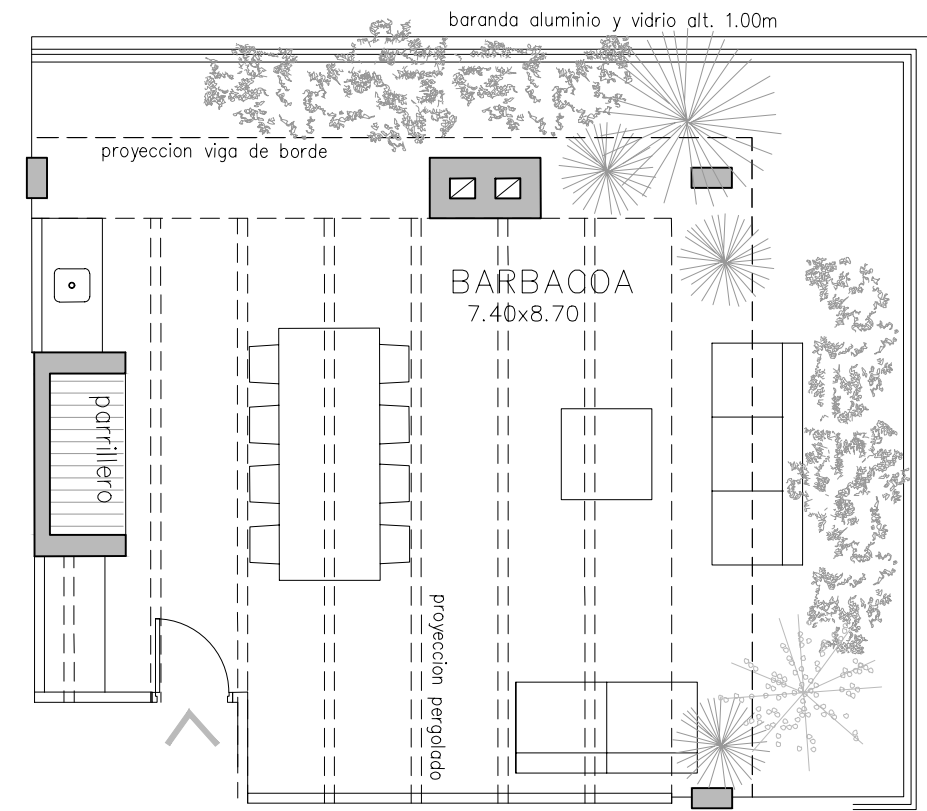 baranda aluminio y vidrio alt. 1.00m
proyeccion viga de borde
BARBACOA
7.40x8.70
parrillero
proyeccion pergolado